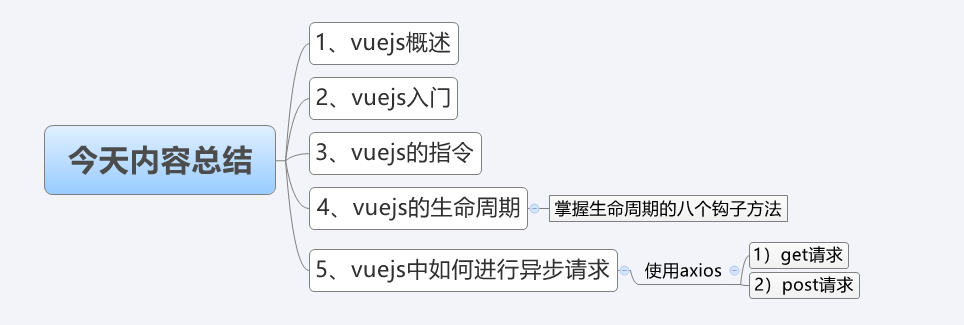 今天内容总结
1、vuejs概述
2、vuejs入门
3、vuejs的指令
4、vuejs的生命周期
掌握生命周期的八个钩子方法
5、vuejs中如何进行异步请求
使用axios
1）get请求
2）post请求